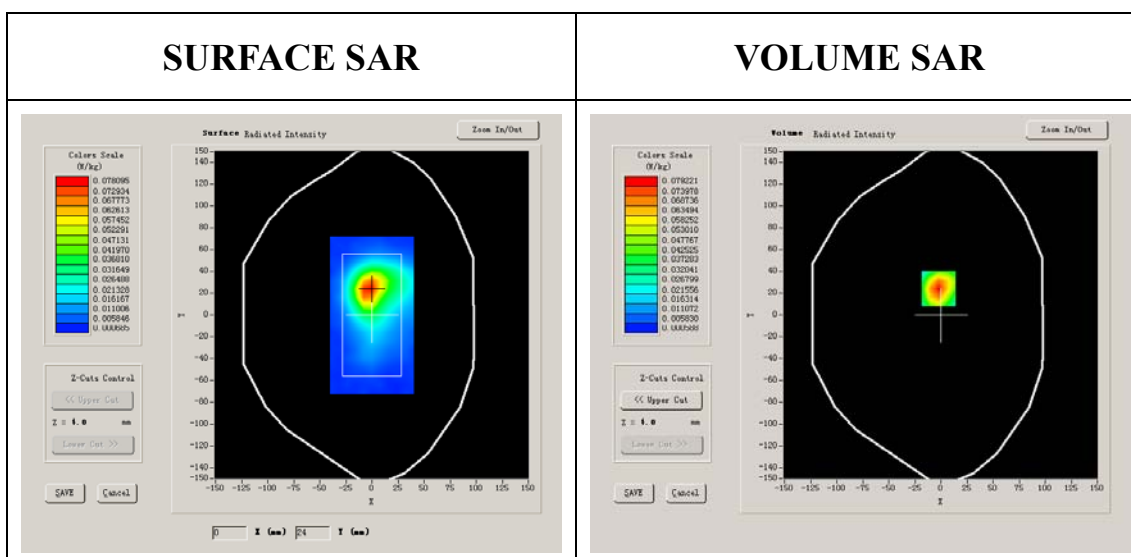 SURFACE SAR
VOLUME SAR
Surface Radiated Intensity
Zoom In/Out
Colors Scale
(W/kg)
0.078095
0.072934
0.067773
0.062613
0.057452
0.052291
0.047131
0.041970
0.036810
0.031649
0.026488
0.021328
0.016167
0.011006
0.005846
0.000685
150
140
120
100
80
60
40
20
0
-20
-40
-60
-80
-100
-120
-140
-150
Y
-150 -125 -100 -75 -50 -25 0 25 50 75 100 125 150
X
Z-Cuts Control
<< Upper Cut
Z = 4.0 mm
Lower Cut >>
SAVE Cancel
0 X (mm) 24 Y (mm)
Volume Radiated Intensity
Zoom In/Out
Colors Scale
(W/kg)
0.079221
0.073978
0.068736
0.063494
0.058252
0.053010
0.047767
0.042525
0.037283
0.032041
0.026799
0.021556
0.016314
0.011072
0.005830
0.000588
150
140
120
100
80
60
40
20
0
-20
-40
-60
-80
-100
-120
-140
-150
Y
-150 -125 -100 -75 -50 -25 0 25 50 75 100 125 150
X
Z-Cuts Control
<< Upper Cut
Z = 4.0 mm
Lower Cut >>
SAVE Cancel